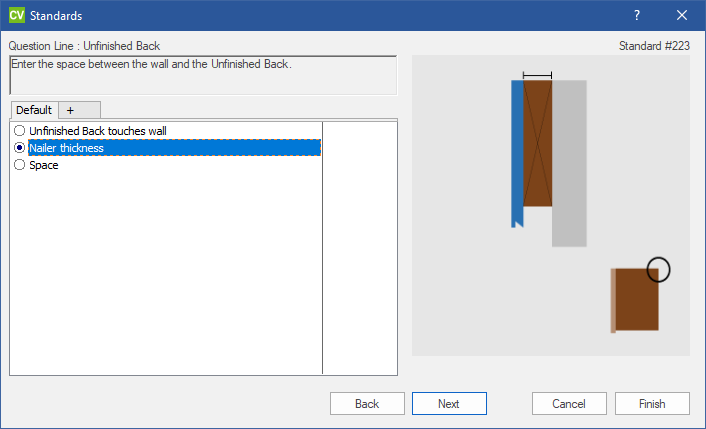 CV Standards ?
Question Line : Unfinished Back Standard #223
Enter the space between the wall and the Unfinished Back.
Default +
Unfinished Back touches wall
Nailer thickness
Space
Back Next Cancel Finish